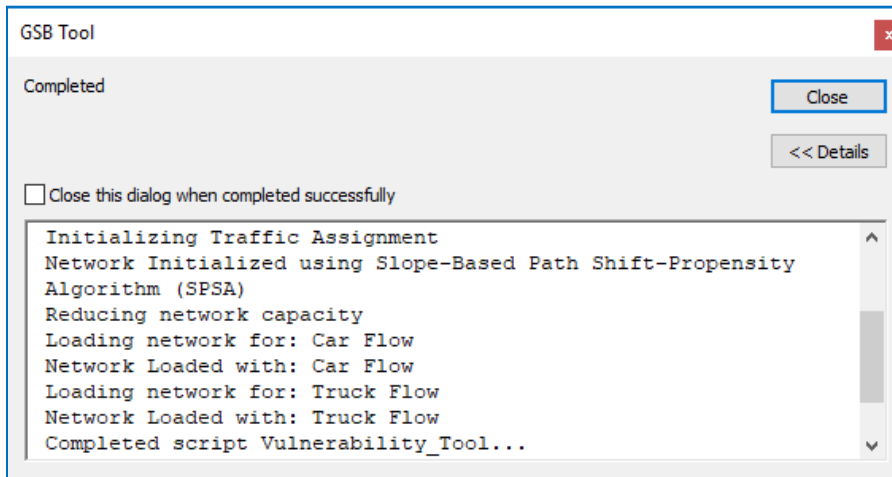 GSB Tool
x
Completed
Close
<< Details
Close this dialog when completed successfully
Initializing Traffic Assignment
Network Initialized using Slope-Based Path Shift-Propensity
Algorithm (SPSA)
Reducing network capacity
Loading network for: Car Flow
Network Loaded with: Car Flow
Loading network for: Truck Flow
Network Loaded with: Truck Flow
Completed script Vulnerability_Tool...